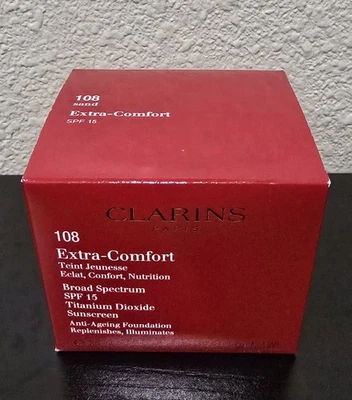 108
sand
Extra-Comfort
SPF 15
CLARINS
PARIS
108
Extra-Comfort
Teint Jeunesse
Eclat, Confort, Nutrition
Broad Spectrum
SPF 15
Titanium Dioxide
Sunscreen
Anti-Ageing Foundation
Replenishes, Illuminates